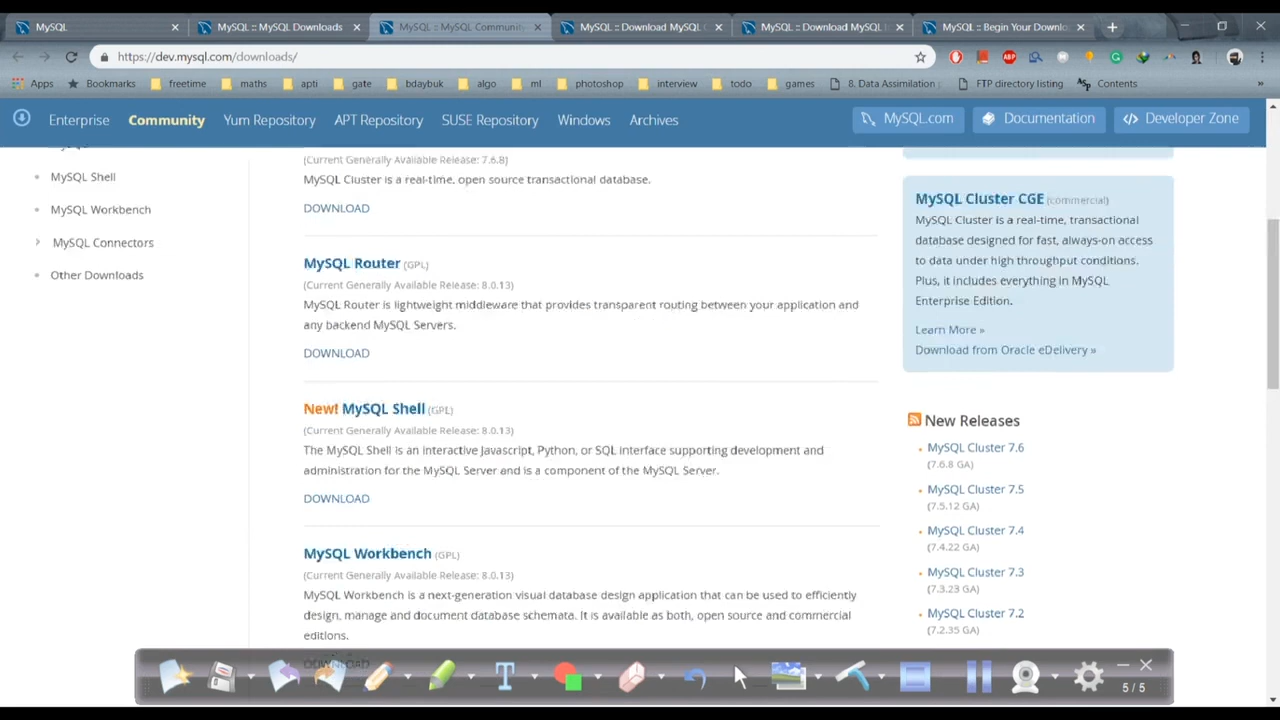 MySQL
MySQL :: MySQL Downloads
MySQL :: MySQL Communit
MySQL :: Download MySQL
MySQL :: Download MySQL
MySQL :: Begin Your Downlo
https://dev.mysql.com/downloads/
Apps
Bookmarks
freetime
maths
apti
gate
bdaybuk
algo
ml
photoshop
interview
todo
games
8. Data Assimilation
FTP directory listing
Contents
»
Enterprise
Community
Yum Repository
APT Repository
SUSE Repository
Windows
Archives
MySQL.com
Documentation
Developer Zone
MySQL Shell
MySQL Workbench
MySQL Connectors
Other Downloads
(Current Generally Available Release: 7.6.8)
MySQL Cluster is a real-time, open source transactional database.
DOWNLOAD
MySQL Router (GPL)
(Current Generally Available Release: 8.0.13)
MySQL Router is lightweight middleware that provides transparent routing between your application and
any backend MySQL Servers.
DOWNLOAD
New! MySQL Shell (GPL)
(Current Generally Available Release: 8.0.13)
The MySQL Shell is an interactive Javascript, Python, or SQL interface supporting development and
administration for the MySQL Server and is a component of the MySQL Server.
DOWNLOAD
MySQL Workbench (GPL)
(Current Generally Available Release: 8.0.13)
MySQL Workbench is a next-generation visual database design application that can be used to efficiently
design, manage and document database schemata. It is available as both, open source and commercial
editions.
DOWNLOAD
MySQL Cluster CGE (commercial)
MySQL Cluster is a real-time, transactional
database designed for fast, always-on access
to data under high throughput conditions.
Plus, it includes everything in MySQL
Enterprise Edition.
Learn More »
Download from Oracle eDelivery »
New Releases
MySQL Cluster 7.6
(7.6.8 GA)
MySQL Cluster 7.5
(7.5.12 GA)
MySQL Cluster 7.4
(7.4.22 GA)
MySQL Cluster 7.3
(7.3.23 GA)
MySQL Cluster 7.2
(7.2.35 GA)
5 / 5